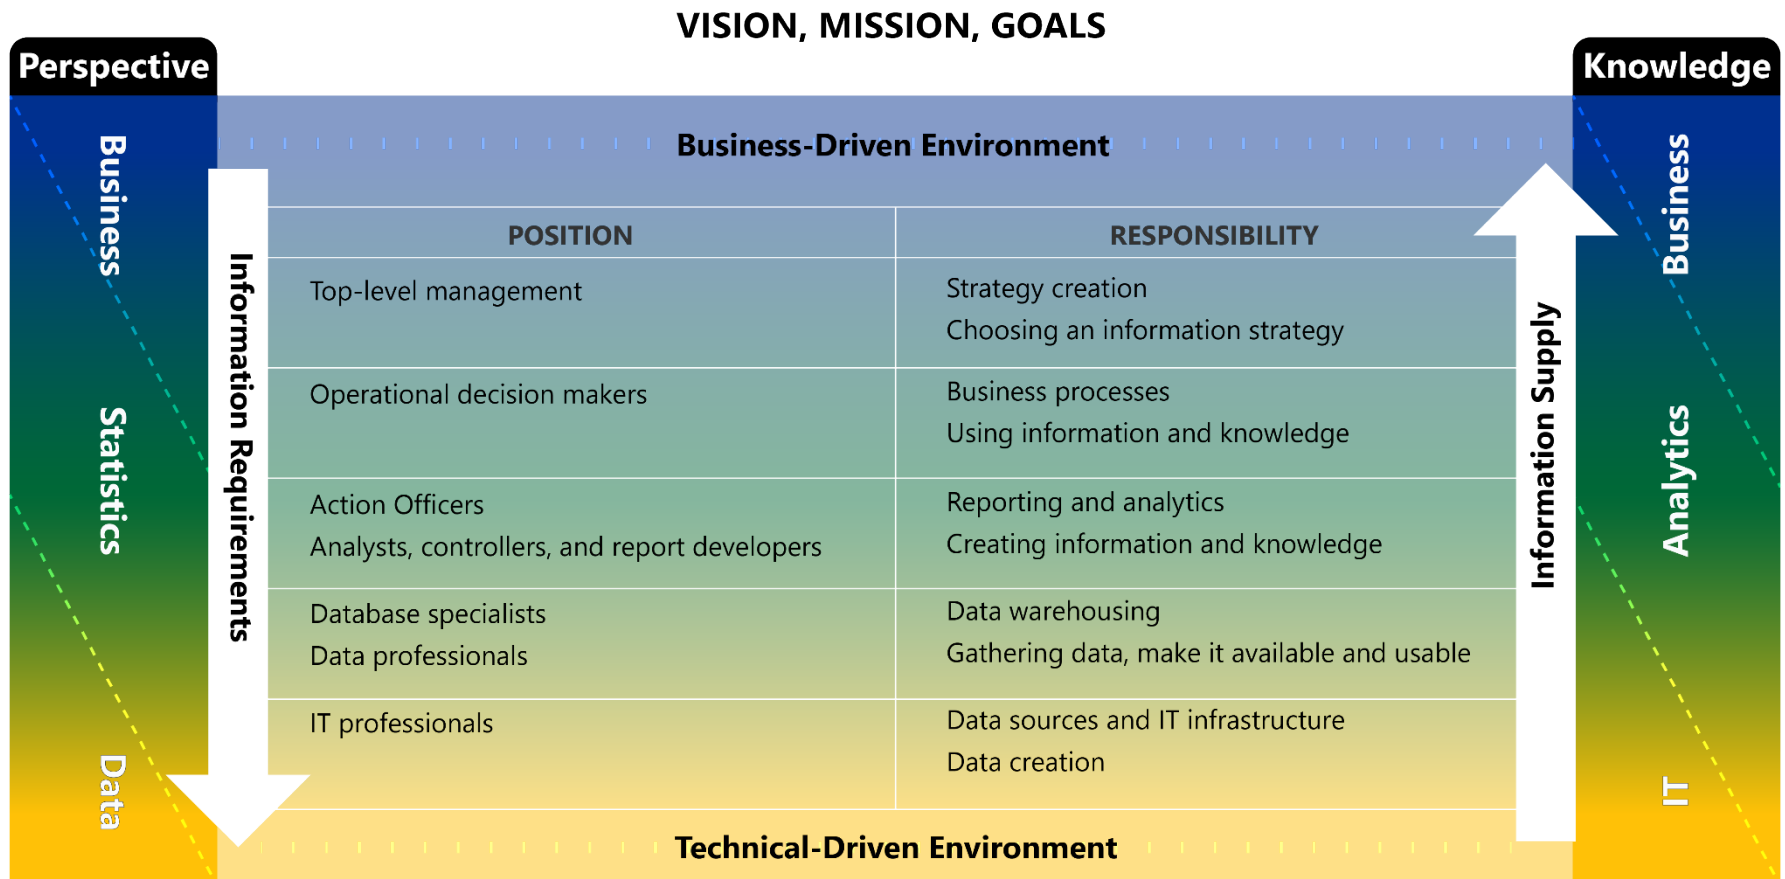 VISION, MISSION, GOALS
Perspective
Knowledge
Business
Statistics
Data
Information Requirements
Business-Driven Environment
POSITION
RESPONSIBILITY
Top-level management
Strategy creation
Choosing an information strategy
Operational decision makers
Business processes
Using information and knowledge
Action Officers
Analysts, controllers, and report developers
Reporting and analytics
Creating information and knowledge
Database specialists
Data professionals
Data warehousing
Gathering data, make it available and usable
IT professionals
Data sources and IT infrastructure
Data creation
Technical-Driven Environment
Information Supply
Business
Analytics
IT